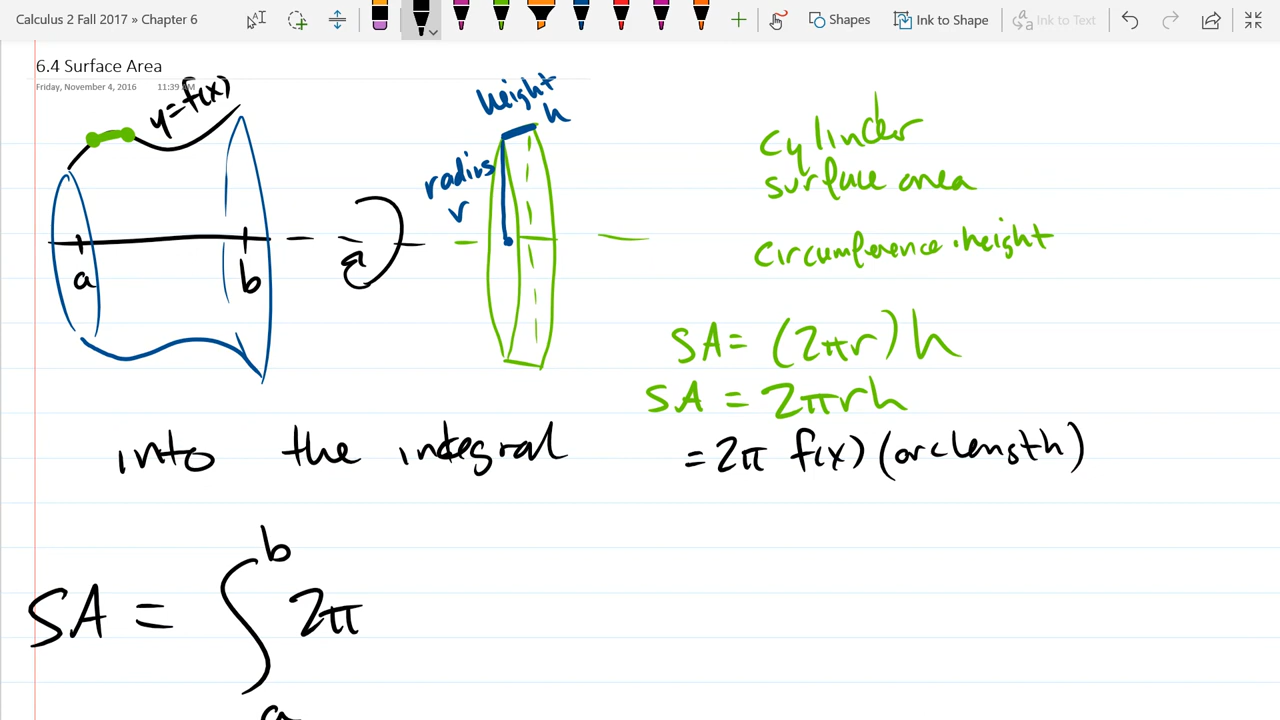 Calculus 2 Fall 2017 » Chapter 6
Shapes
Ink to Shape
Ink to Text
6.4 Surface Area
Friday, November 4, 2016 11:39
y=f(x)
a
b
height
h
radius
r
cylinder
surface area
circumference·height
SA= (2πr)h
SA = 2πrh
= 2π f(x) (arclength)
into the integral
SA = ∫ b a 2π